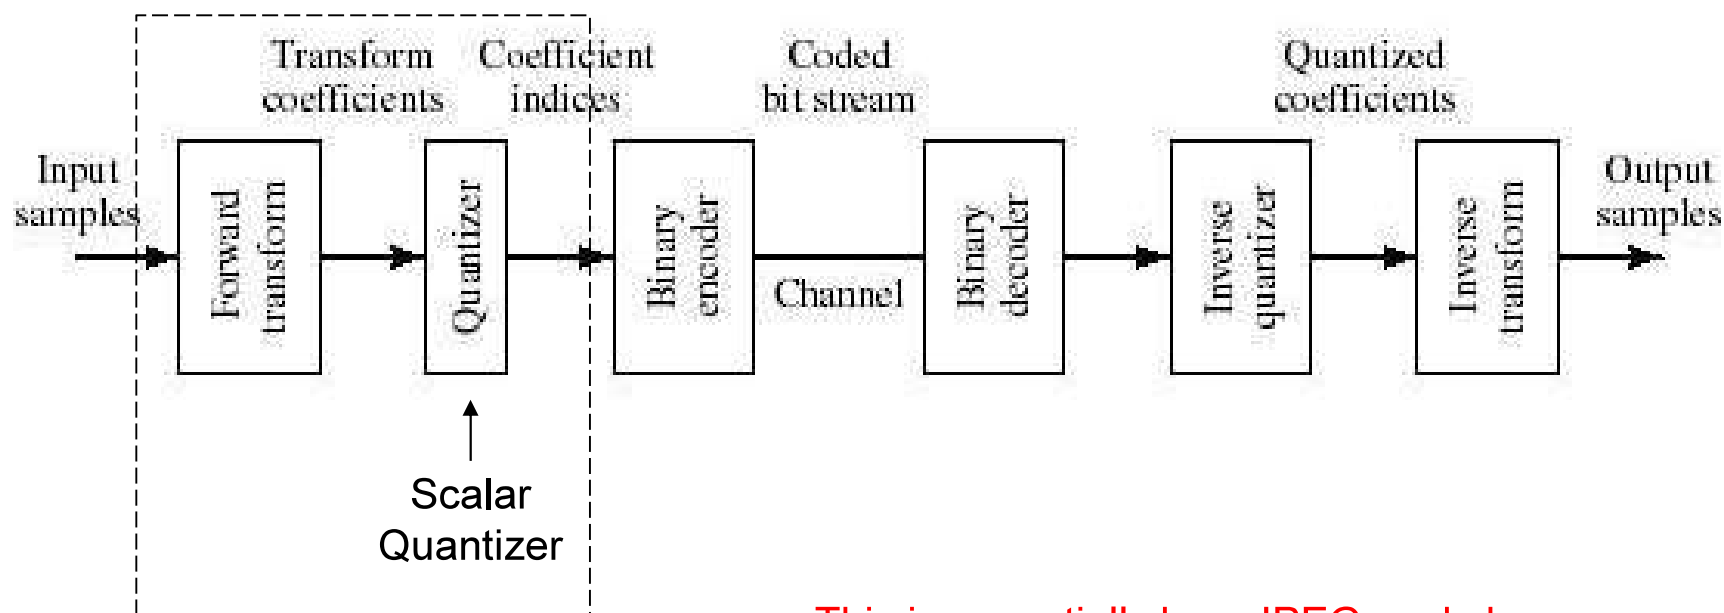 Transform
coefficients
Coefficient
indices
Coded
bit stream
Quantized
coefficients
Input
samples
Forward
transform
Quantizer
Binary
encoder
Channel
Binary
decoder
Inverse
quantizer
Inverse
transform
Output
samples
Scalar
Quantizer